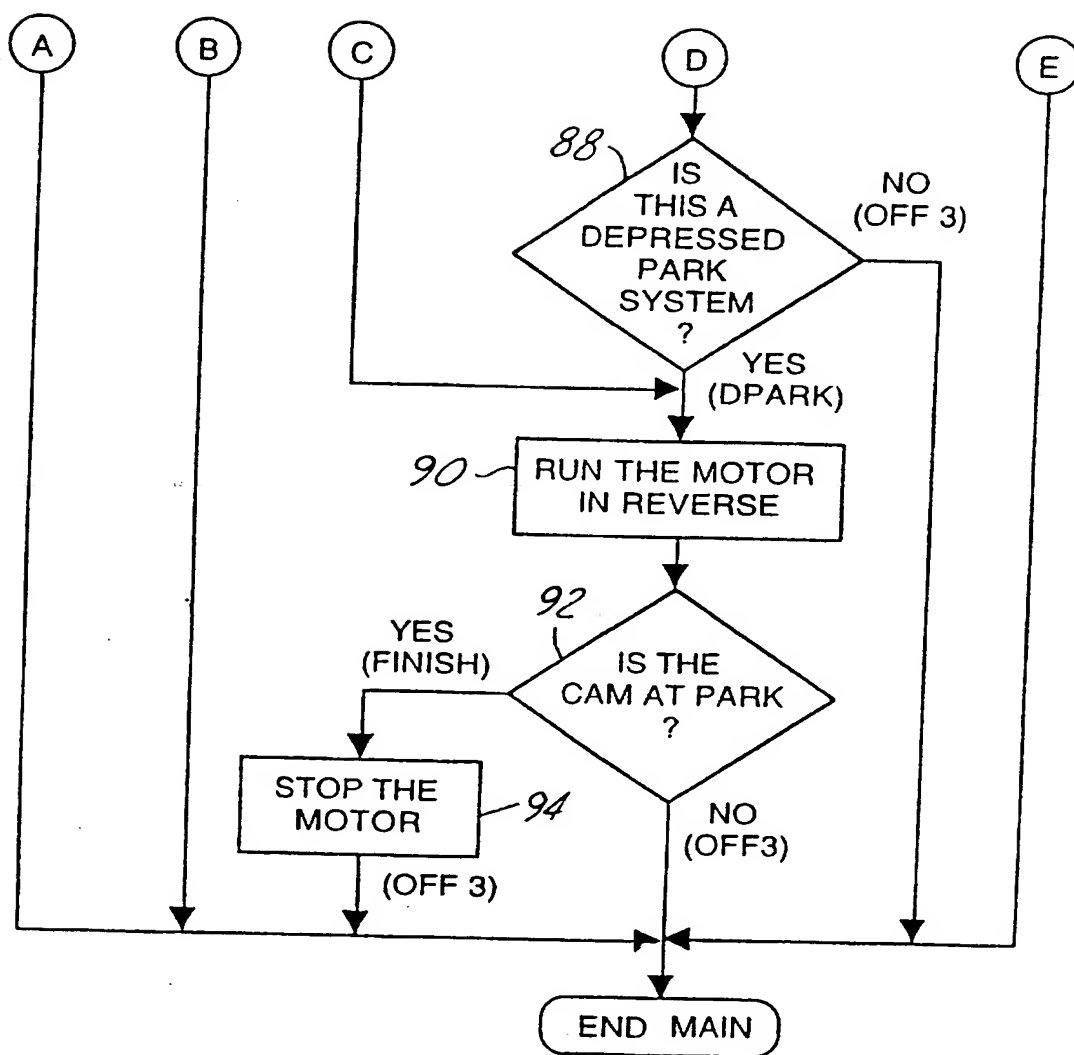 A
B
C
D
E
88
IS
THIS A
DEPRESSED
PARK
SYSTEM
?
NO
(OFF 3)
YES
(DPARK)
90
RUN THE MOTOR
IN REVERSE
92
YES
(FINISH)
IS THE
CAM AT PARK
?
STOP THE
MOTOR
94
NO
(OFF3)
(OFF 3)
END MAIN